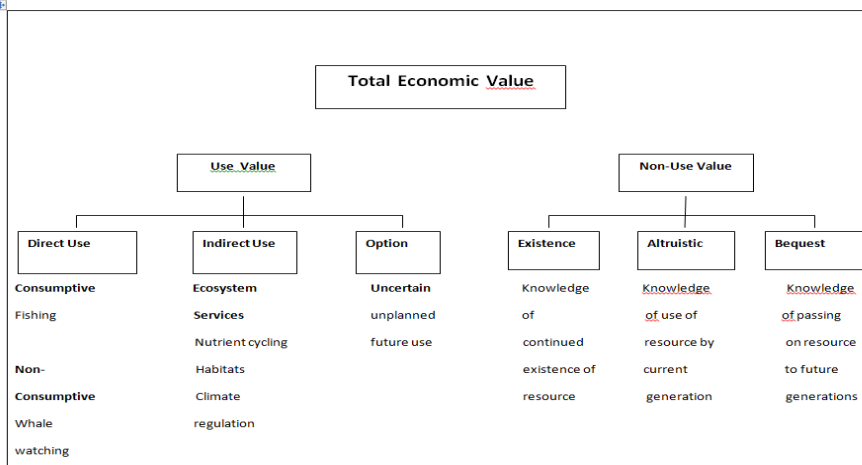 Total Economic Value
Use Value
Non-Use Value
Direct Use
Indirect Use
Option
Existence
Altruistic
Bequest
Consumptive
Fishing
Non-
Consumptive
Whale
watching
Ecosystem
Services
Nutrient cycling
Habitats
Climate
regulation
Uncertain
unplanned
future use
Knowledge
of
continued
existence of
resource
Knowledge
of use of
resource by
current
generation
Knowledge
of passing
on resource
to future
generations